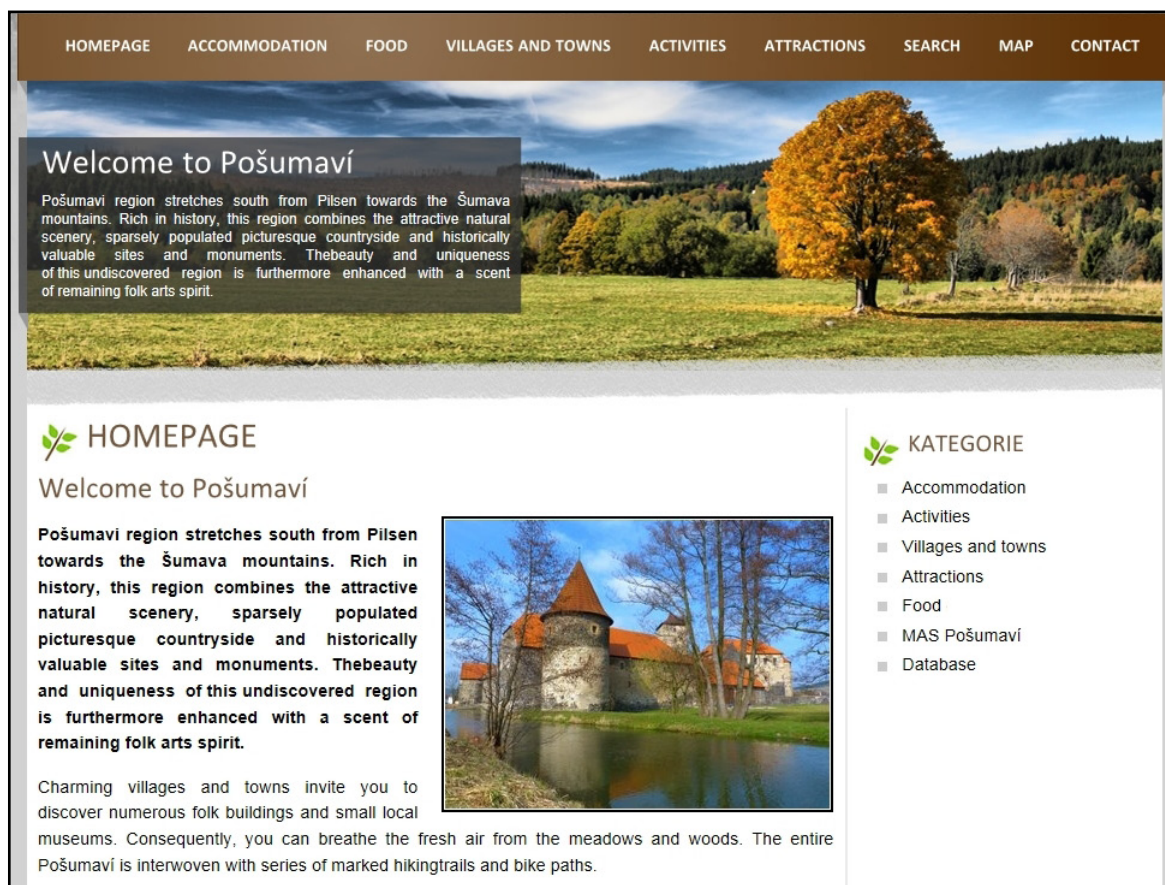 HOMEPAGE ACCOMMODATION FOOD VILLAGES AND TOWNS ACTIVITIES ATTRACTIONS SEARCH MAP CONTACT
Welcome to Pošumaví
Pošumavi region stretches south from Pilsen towards the Šumava
mountains. Rich in history, this region combines the attractive natural
scenery, sparsely populated picturesque countryside and historically
valuable sites and monuments. Thebeauty and uniqueness
of this undiscovered region is furthermore enhanced with a scent
of remaining folk arts spirit.
HOMEPAGE
Welcome to Pošumaví
Pošumavi region stretches south from Pilsen
towards the Šumava mountains. Rich in
history, this region combines the attractive
natural scenery, sparsely populated
picturesque countryside and historically
valuable sites and monuments. Thebeauty
and uniqueness of this undiscovered region
is furthermore enhanced with a scent of
remaining folk arts spirit.
Charming villages and towns invite you to
discover numerous folk buildings and small local
museums. Consequently, you can breathe the fresh air from the meadows and woods. The entire
Pošumaví is interwoven with series of marked hikingtrails and bike paths.
KATEGORIE
Accommodation
Activities
Villages and towns
Attractions
Food
MAS Pošumaví
Database